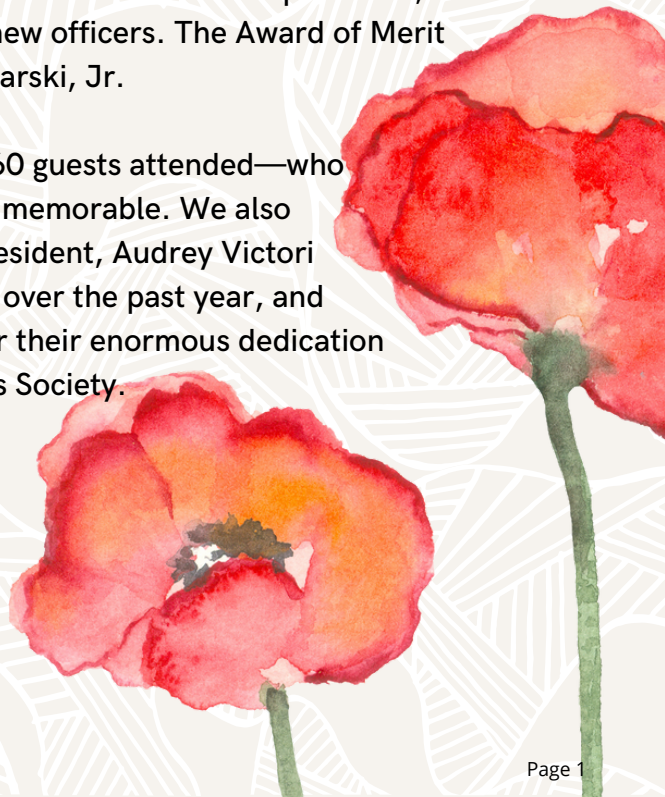 new officers. The Award of Merit
arski, Jr.
60 guests attended—who
memorable. We also
esident, Audrey Victori
over the past year, and
r their enormous dedication
s Society.
Page 1